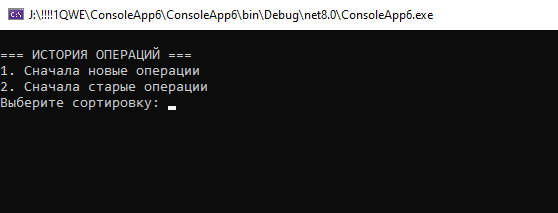 J:\!!!!1QWE\ConsoleApp6\ConsoleApp6\bin\Debug\net8.0\ConsoleApp6.exe
=== ИСТОРИЯ ОПЕРАЦИЙ ===
1. Сначала новые операции
2. Сначала старые операции
Выберите сортировку: